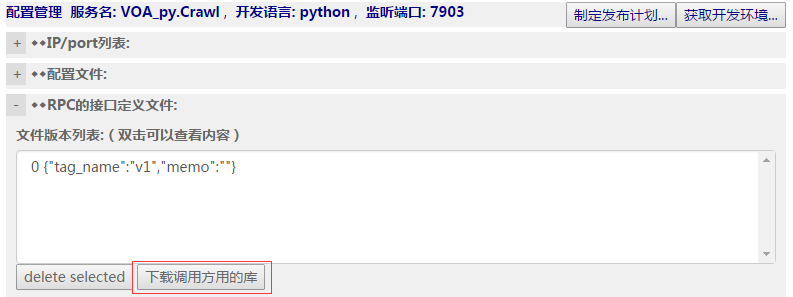 配置管理 服务名: VOA_py.Crawl , 开发语言: python , 监听端口: 7903 制定发布计划... 获取开发环境...
+ ◆◆IP/port列表:
+ ◆◆配置文件:
- ◆◆RPC的接口定义文件:
文件版本列表: ( 双击可以查看内容 )
0 {"tag_name":"v1","memo":""}
delete selected 下载调用方用的库